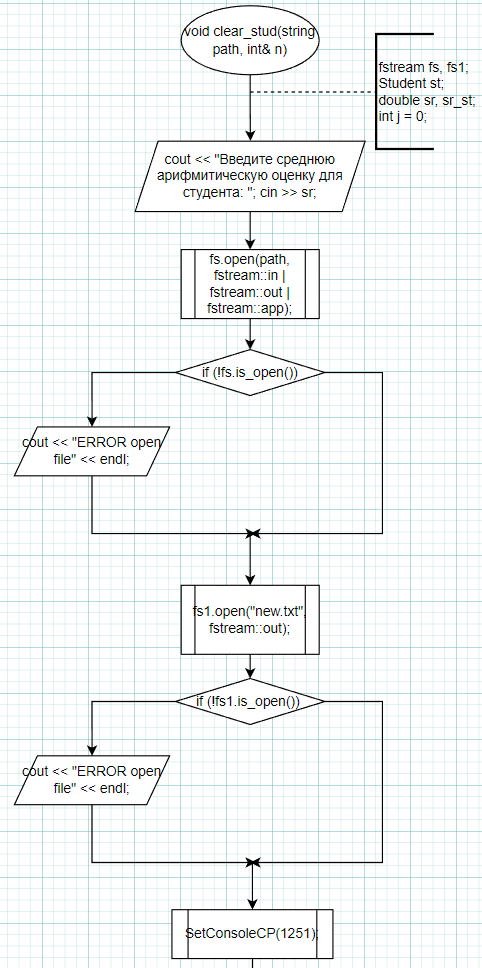 void clear_stud(string
path, int& n)
fstream fs, fs1;
Student st;
double sr, sr_st;
int j = 0;
cout << "Введите среднюю
арифмитическую оценку для
студента: "; cin >> sr;
fs.open(path,
fstream::in |
fstream::out |
fstream::app);
if (!fs.is_open())
cout << "ERROR open
file" << endl;
fs1.open("new.txt",
fstream::out);
if (!fs1.is_open())
cout << "ERROR open
file" << endl;
SetConsoleCP(1251);